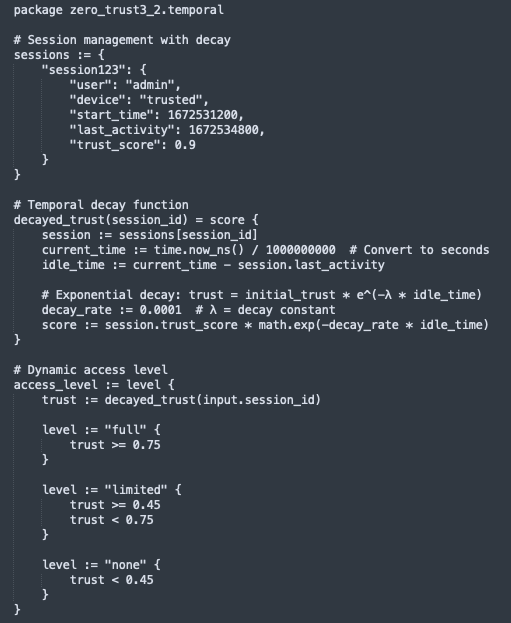 package zero_trust3_2.temporal

# Session management with decay
sessions := {
    "session123": {
        "user": "admin",
        "device": "trusted",
        "start_time": 1672531200,
        "last_activity": 1672534800,
        "trust_score": 0.9
    }
}

# Temporal decay function
decayed_trust(session_id) = score {
    session := sessions[session_id]
    current_time := time.now_ns() / 1000000000  # Convert to seconds
    idle_time := current_time - session.last_activity

    # Exponential decay: trust = initial_trust * e^(-λ * idle_time)
    decay_rate := 0.0001  # λ = decay constant
    score := session.trust_score * math.exp(-decay_rate * idle_time)
}

# Dynamic access level
access_level := level {
    trust := decayed_trust(input.session_id)

    level := "full" {
        trust >= 0.75
    }

    level := "limited" {
        trust >= 0.45
        trust < 0.75
    }

    level := "none" {
        trust < 0.45
    }
}